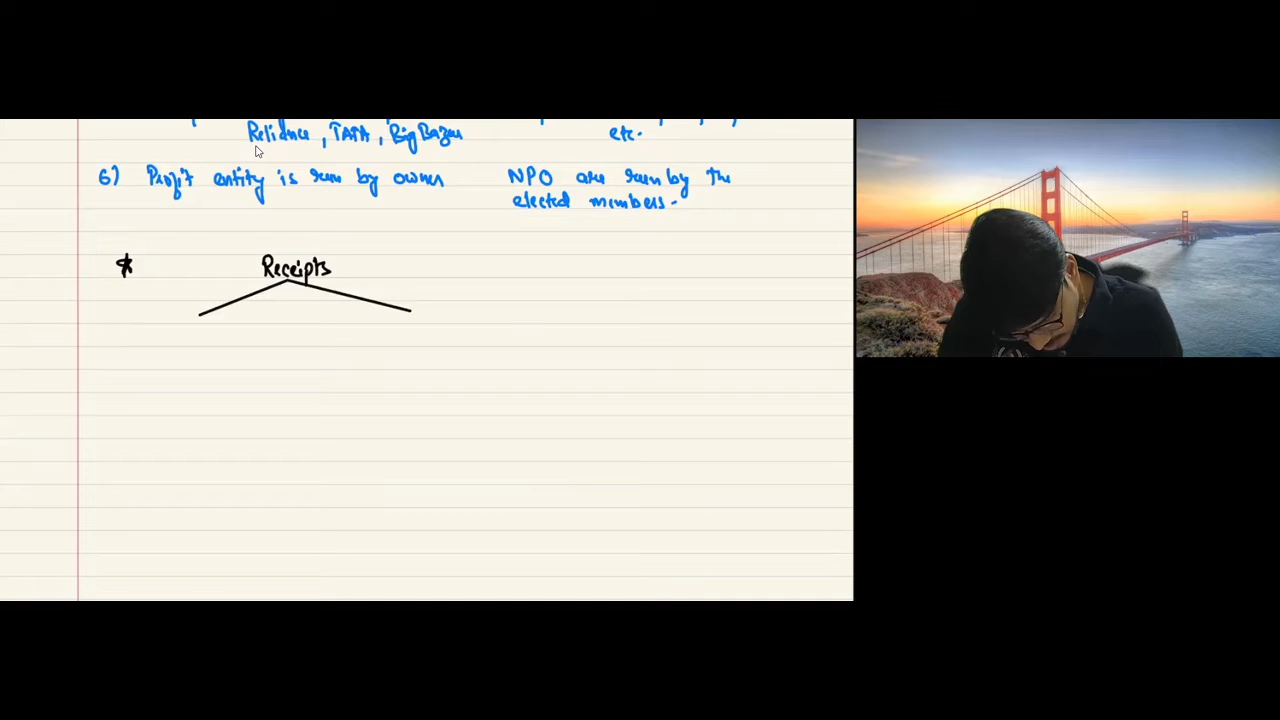 Reliance, TATA, Big Bazar
etc.
6) Profit entity is run by owner
NPO are run by the
elected members.
* Receipts